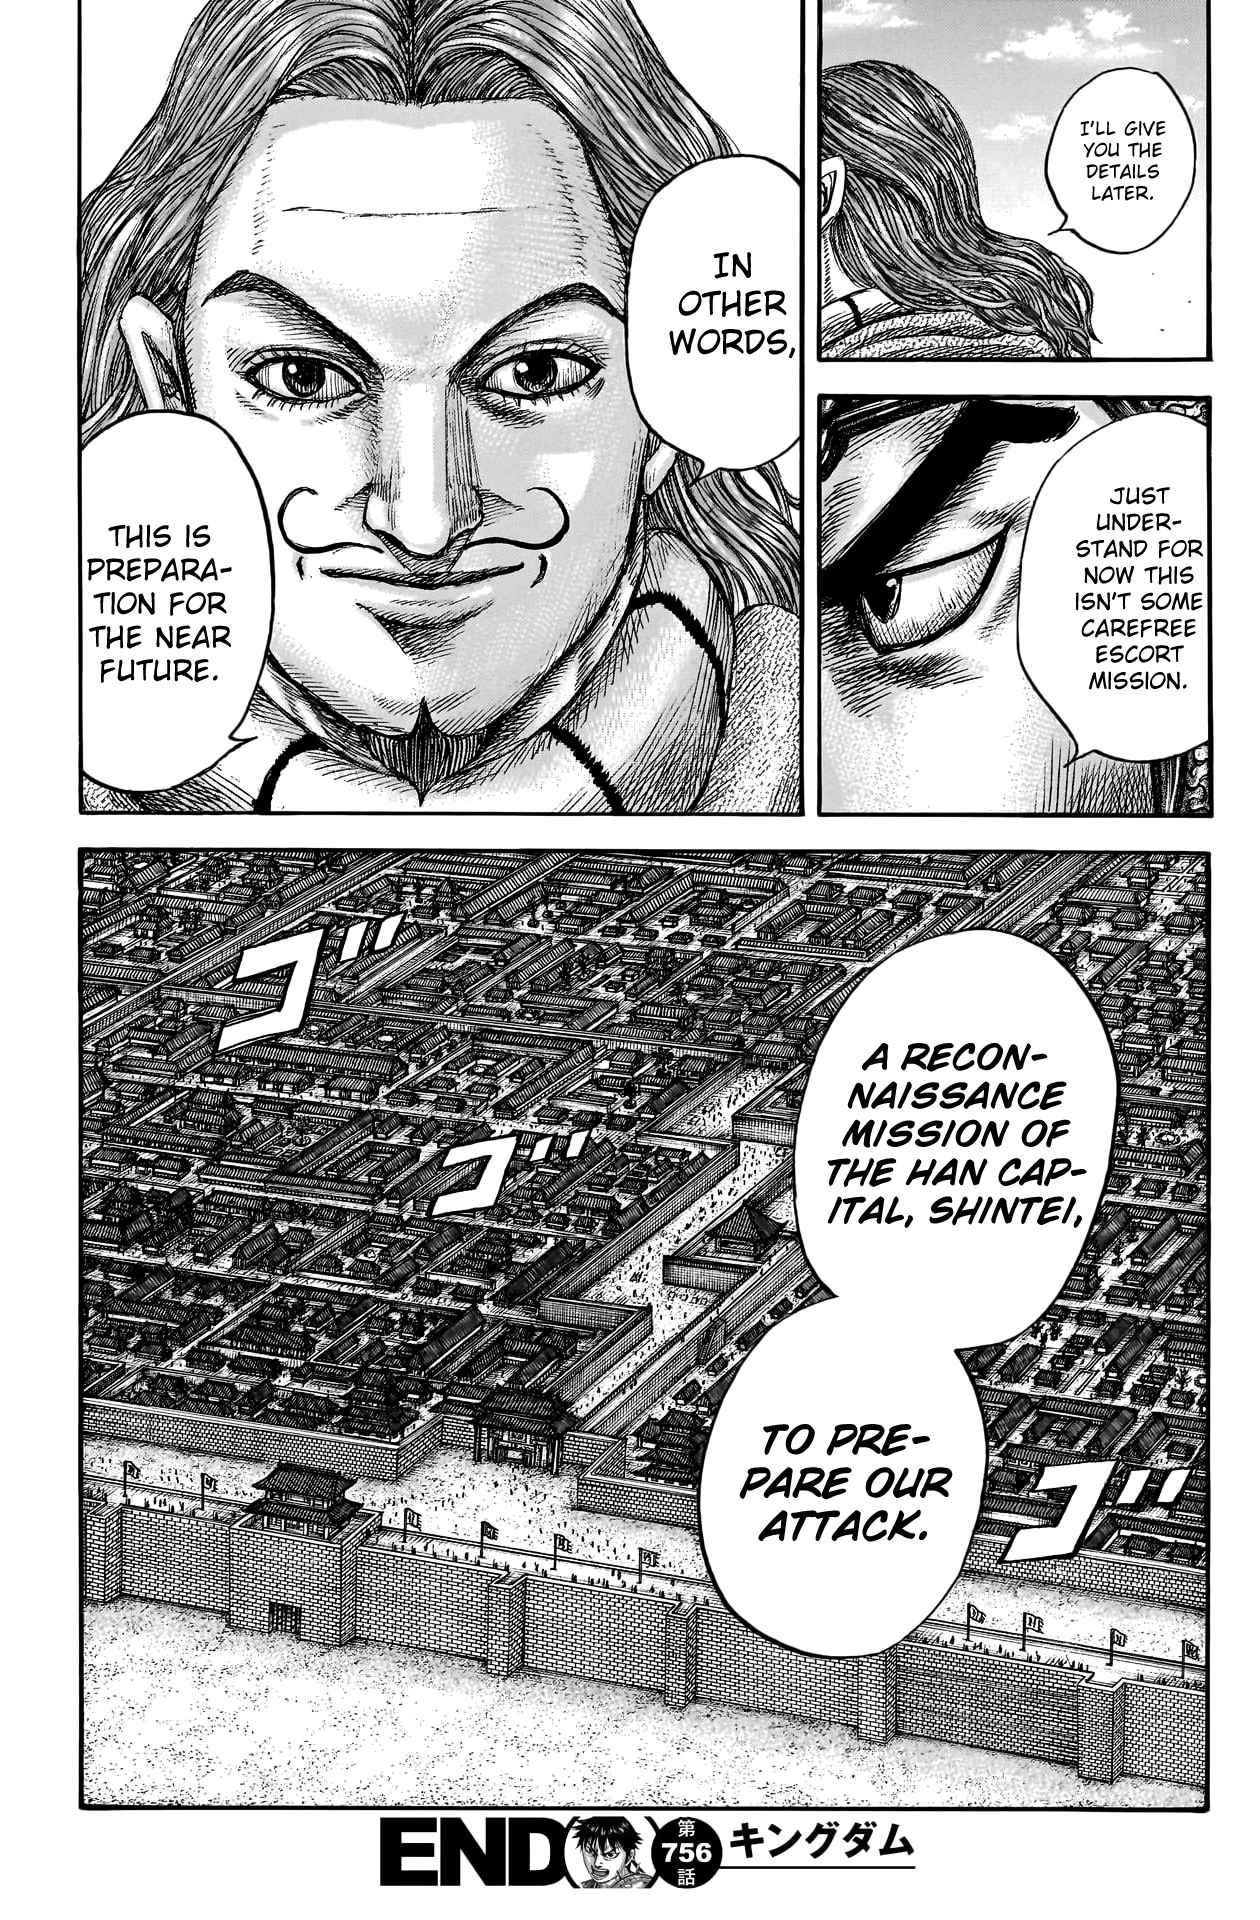 I'LL GIVE
YOU THE
DETAILS
LATER.
JUST
UNDER-
STAND FOR
NOW THIS
ISN'T SOME
CAREFREE
ESCORT
MISSION.
IN
OTHER
WORDS,
THIS IS
PREPARA-
TION FOR
THE NEAR
FUTURE.
A RECON-
NAISSANCE
MISSION OF
THE HAN CAP-
ITAL, SHINTEI,
TO PRE-
PARE OUR
ATTACK.
ゴ
ゴ
ゴ
END
第
756
話
キングダム